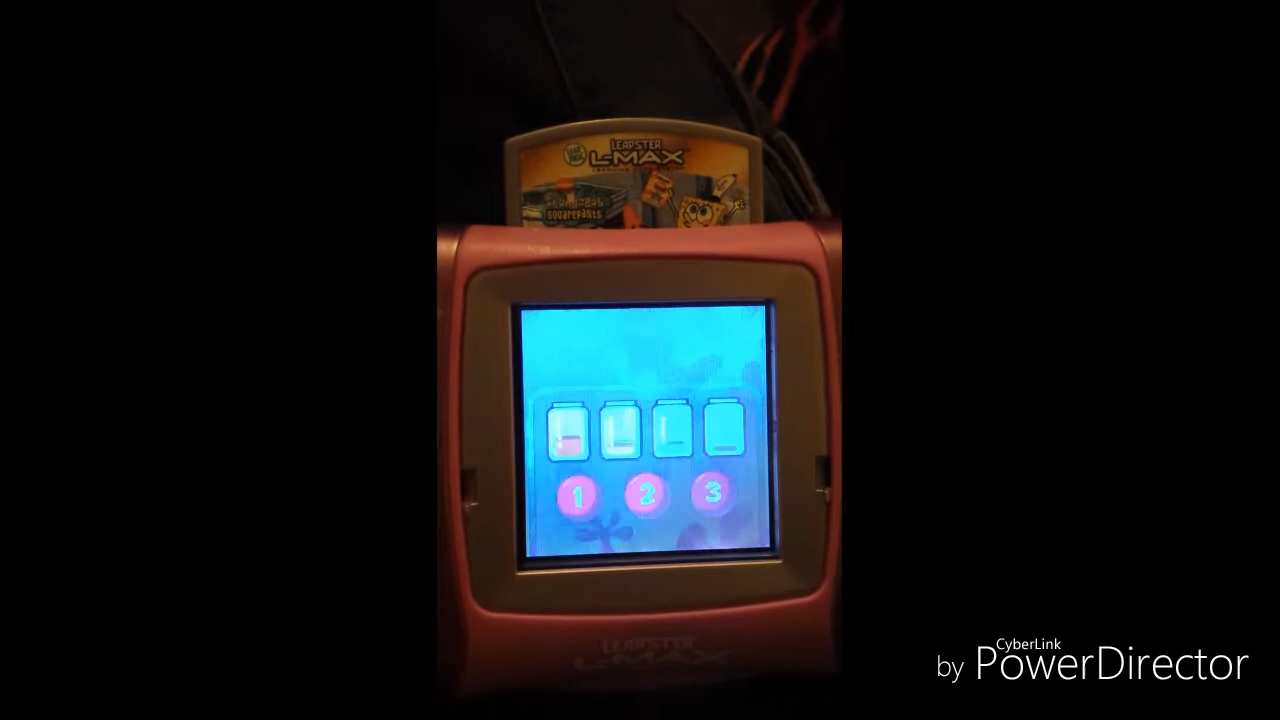 LEAPSTER
L-MAX
SpongeBob
SQUAREPANTS
1 2 3
LEAPSTER
L-MAX
CyberLink
by PowerDirector